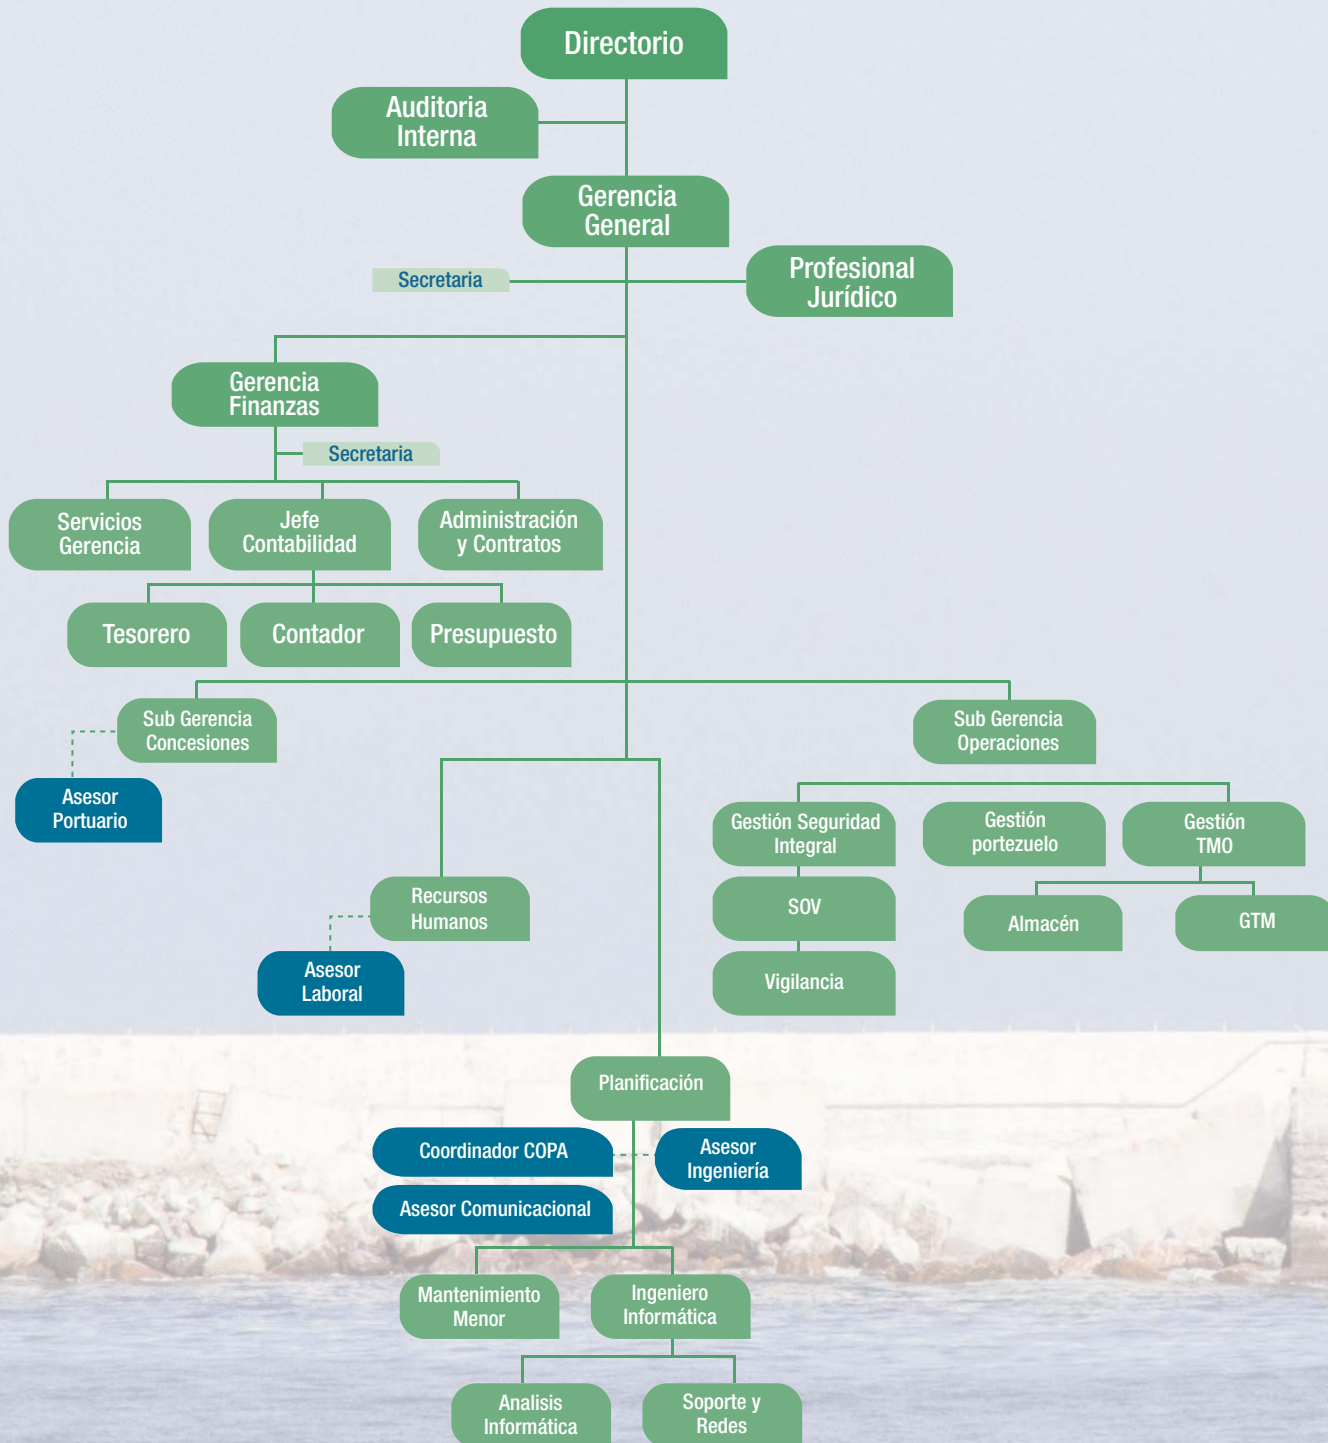 Directorio
Auditoria
Interna
Gerencia
General
Secretaria
Profesional
Jurídico
Gerencia
Finanzas
Secretaria
Servicios
Gerencia
Jefe
Contabilidad
Administración
y Contratos
Tesorero
Contador
Presupuesto
Sub Gerencia
Concesiones
Sub Gerencia
Operaciones
Asesor
Portuario
Gestión Seguridad
Integral
Gestión
portezuelo
Gestión
TMO
Recursos
Humanos
SOV
Almacén
GTM
Asesor
Laboral
Vigilancia
Planificación
Coordinador COPA
Asesor
Ingeniería
Asesor Comunicacional
Mantenimiento
Menor
Ingeniero
Informática
Analisis
Informática
Soporte y
Redes